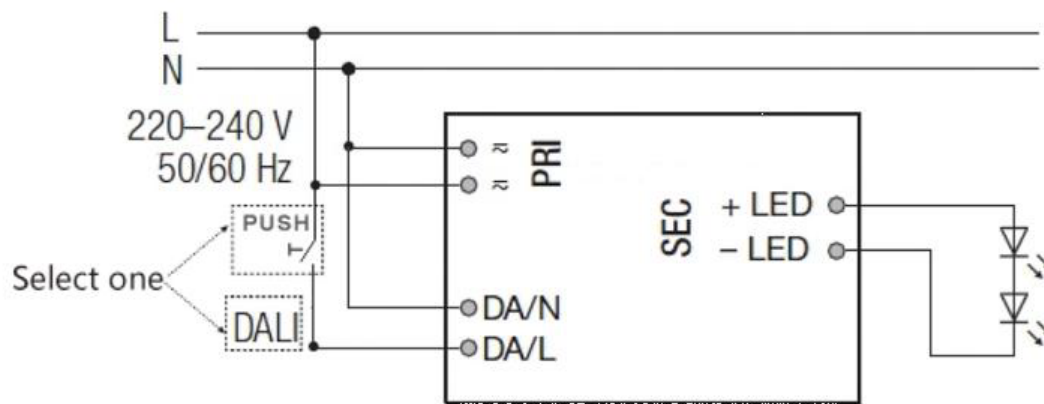 L
N
220–240 V
50/60 Hz
PUSH
Select one
DALI
≈ PRI
≈
SEC
+ LED
– LED
DA/N
DA/L